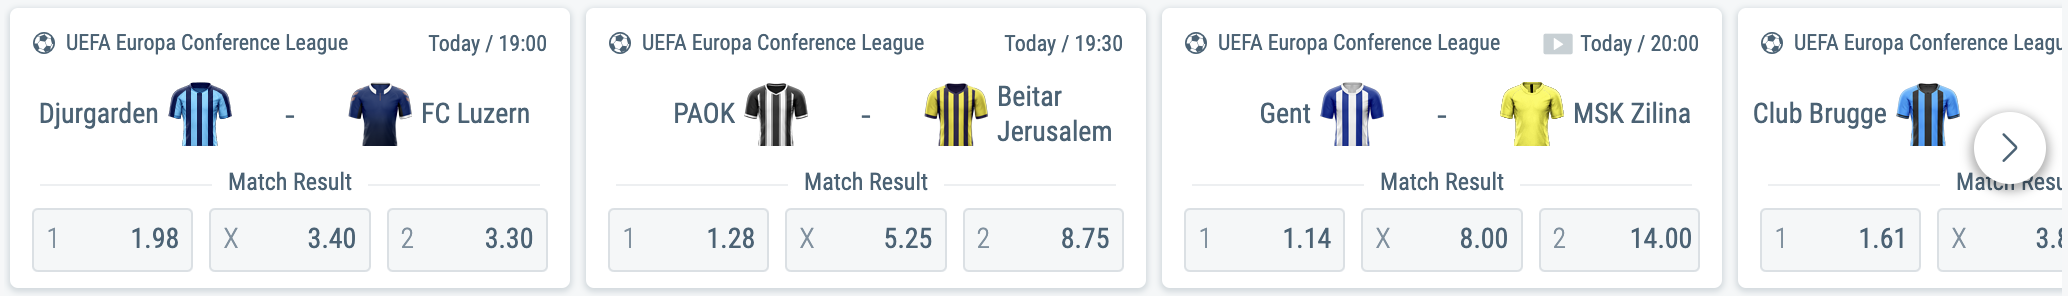 UEFA Europa Conference League Today / 19:00
Djurgarden - FC Luzern
Match Result
1 1.98 X 3.40 2 3.30
UEFA Europa Conference League Today / 19:30
PAOK - Beitar
Jerusalem
Match Result
1 1.28 X 5.25 2 8.75
UEFA Europa Conference League Today / 20:00
Gent - MSK Zilina
Match Result
1 1.14 X 8.00 2 14.00
UEFA Europa Conference Leagu
Club Brugge
Match Resu
1 1.61 X 3.8